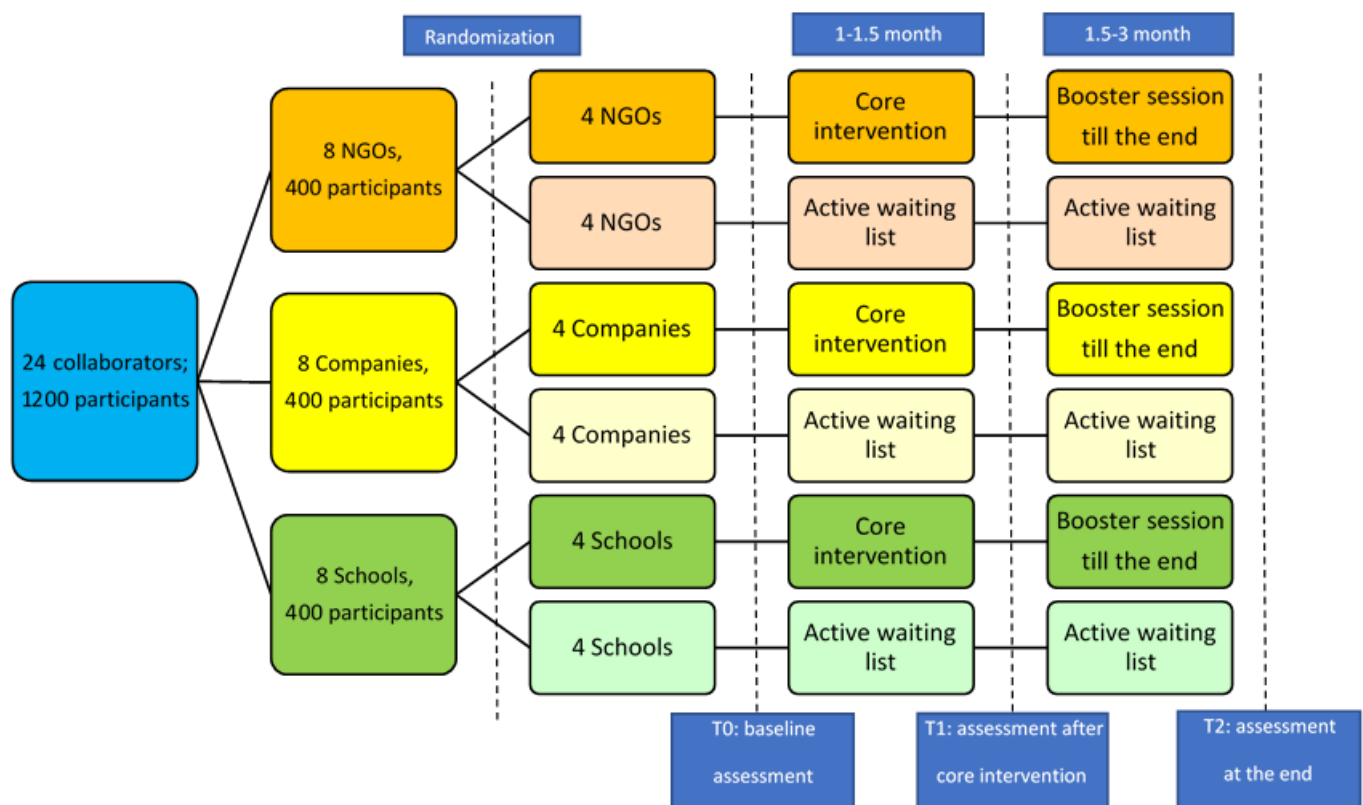 Randomization
1-1.5 month
1.5-3 month
8 NGOs,
400 participants
4 NGOs
Core
intervention
Booster session
till the end
4 NGOs
Active waiting
list
Active waiting
list
24 collaborators;
1200 participants
8 Companies,
400 participants
4 Companies
Core
intervention
Booster session
till the end
4 Companies
Active waiting
list
Active waiting
list
8 Schools,
400 participants
4 Schools
Core
intervention
Booster session
till the end
4 Schools
Active waiting
list
Active waiting
list
T0: baseline
assessment
T1: assessment after
core intervention
T2: assessment
at the end